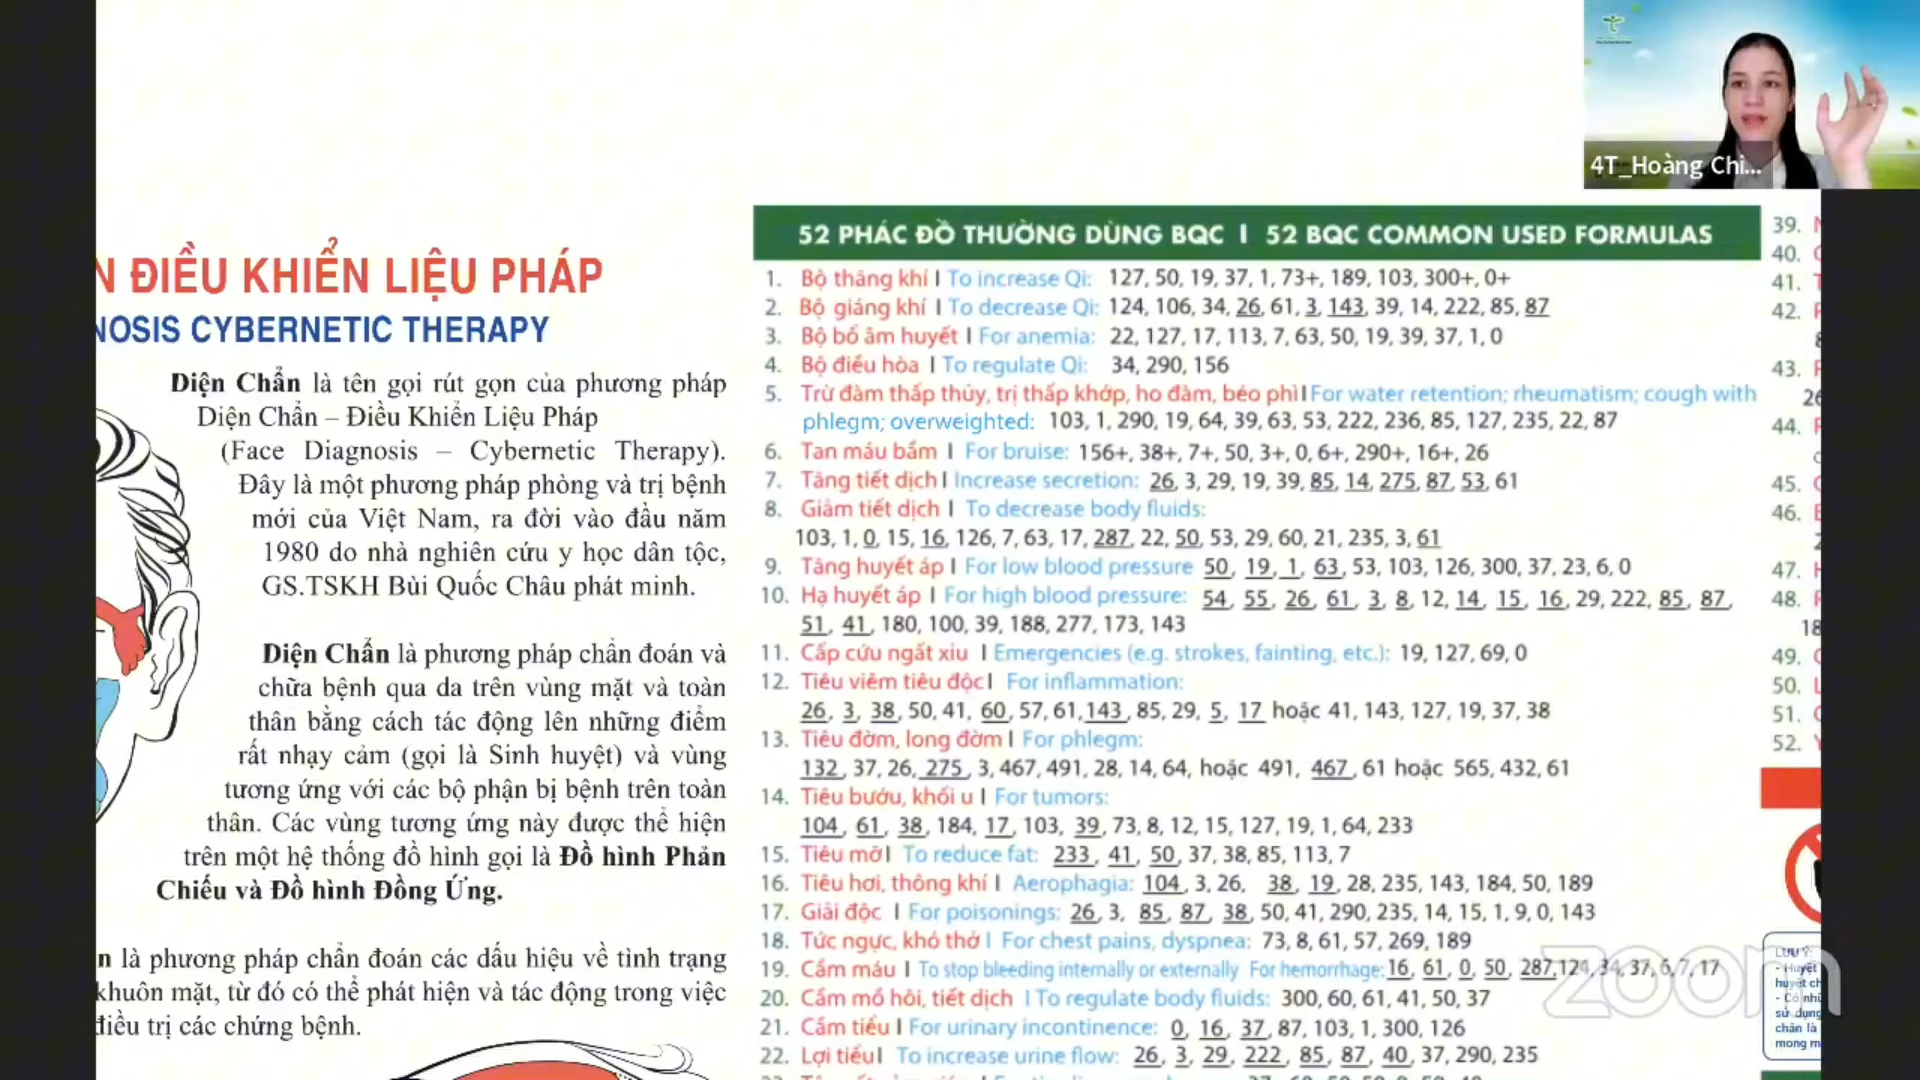 4T_Hoàng Chi...
N ĐIỀU KHIỂN LIỆU PHÁP
NOSIS CYBERNETIC THERAPY
Diện Chẩn là tên gọi rút gọn của phương pháp
Diện Chẩn – Điều Khiển Liệu Pháp
(Face Diagnosis – Cybernetic Therapy).
Đây là một phương pháp phòng và trị bệnh
mới của Việt Nam, ra đời vào đầu năm
1980 do nhà nghiên cứu y học dân tộc,
GS.TSKH Bùi Quốc Châu phát minh.
Diện Chẩn là phương pháp chẩn đoán và
chữa bệnh qua da trên vùng mặt và toàn
thân bằng cách tác động lên những điểm
rất nhạy cảm (gọi là Sinh huyệt) và vùng
tương ứng với các bộ phận bị bệnh trên toàn
thân. Các vùng tương ứng này được thể hiện
trên một hệ thống đồ hình gọi là Đồ hình Phản
Chiếu và Đồ hình Đồng Ứng.
n là phương pháp chẩn đoán các dấu hiệu về tình trạng
khuôn mặt, từ đó có thể phát hiện và tác động trong việc
điều trị các chứng bệnh.
52 PHÁC ĐỒ THƯỜNG DÙNG BQC I 52 BQC COMMON USED FORMULAS
1. Bộ thăng khí I To increase Qi: 127, 50, 19, 37, 1, 73+, 189, 103, 300+, 0+
2. Bộ giáng khí I To decrease Qi: 124, 106, 34, 26, 61, 3, 143, 39, 14, 222, 85, 87
3. Bộ bổ âm huyết I For anemia: 22, 127, 17, 113, 7, 63, 50, 19, 39, 37, 1, 0
4. Bộ điều hòa I To regulate Qi: 34, 290, 156
5. Trừ đàm thấp thủy, trị thấp khớp, ho đàm, béo phì I For water retention; rheumatism; cough with
phlegm; overweighted: 103, 1, 290, 19, 64, 39, 63, 53, 222, 236, 85, 127, 235, 22, 87
6. Tan máu bầm I For bruise: 156+, 38+, 7+, 50, 3+, 0, 6+, 290+, 16+, 26
7. Tăng tiết dịch I Increase secretion: 26, 3, 29, 19, 39, 85, 14, 275, 87, 53, 61
8. Giảm tiết dịch I To decrease body fluids:
103, 1, 0, 15, 16, 126, 7, 63, 17, 287, 22, 50, 53, 29, 60, 21, 235, 3, 61
9. Tăng huyết áp I For low blood pressure 50, 19, 1, 63, 53, 103, 126, 300, 37, 23, 6, 0
10. Hạ huyết áp I For high blood pressure: 54, 55, 26, 61, 3, 8, 12, 14, 15, 16, 29, 222, 85, 87,
51, 41, 180, 100, 39, 188, 277, 173, 143
11. Cấp cứu ngất xỉu I Emergencies (e.g. strokes, fainting, etc.): 19, 127, 69, 0
12. Tiêu viêm tiêu độc I For inflammation:
26, 3, 38, 50, 41, 60, 57, 61, 143, 85, 29, 5, 17 hoặc 41, 143, 127, 19, 37, 38
13. Tiêu đờm, long đờm I For phlegm:
132, 37, 26, 275, 3, 467, 491, 28, 14, 64, hoặc 491, 467, 61 hoặc 565, 432, 61
14. Tiêu bướu, khối u I For tumors:
104, 61, 38, 184, 17, 103, 39, 73, 8, 12, 15, 127, 19, 1, 64, 233
15. Tiêu mỡ I To reduce fat: 233, 41, 50, 37, 38, 85, 113, 7
16. Tiêu hơi, thông khí I Aerophagia: 104, 3, 26, 38, 19, 28, 235, 143, 184, 50, 189
17. Giải độc I For poisonings: 26, 3, 85, 87, 38, 50, 41, 290, 235, 14, 15, 1, 9, 0, 143
18. Tức ngực, khó thở I For chest pains, dyspnea: 73, 8, 61, 57, 269, 189
19. Cầm máu I To stop bleeding internally or externally For hemorrhage: 16, 61, 0, 50, 287, 124, 34, 37, 6, 7, 17
20. Cầm mồ hôi, tiết dịch I To regulate body fluids: 300, 60, 61, 41, 50, 37
21. Cầm tiểu I For urinary incontinence: 0, 16, 37, 87, 103, 1, 300, 126
22. Lợi tiểu I To increase urine flow: 26, 3, 29, 222, 85, 87, 40, 37, 290, 235
39.
40.
41.
42.
43.
26
44.
45.
46.
2
47.
48.
18
49.
50.
51.
52.
LƯU Ý:
- Huyệt
huyệt ch
- Có nhữ
sử dụng
chân là
mong m
zoom